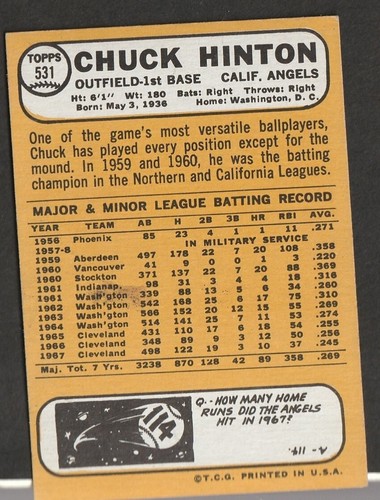 TOPPS
531
CHUCK HINTON
OUTFIELD-1st BASE CALIF. ANGELS
Ht: 6'1" Wt: 180 Bats: Right Throws: Right
Born: May 3, 1936 Home: Washington, D. C.
One of the game's most versatile ballplayers,
Chuck has played every position except for the
mound. In 1959 and 1960, he was the batting
champion in the Northern and California Leagues.
MAJOR & MINOR LEAGUE BATTING RECORD
YEAR TEAM AB H 2B 3B HR RBI AVG.
1956 Phoenix 85 23 4 1 1 11 .271
1957-8 IN MILITARY SERVICE
1959 Aberdeen 497 178 22 7 20 108 .358
1960 Vancouver 41 9 0 0 1 3 .220
1960 Stockton 371 137 22 7 20 88 .369
1961 Indianap. 98 31 3 4 4 18 .316
1961 Wash'gton 339 88 13 5 6 34 .260
1962 Wash'gton 542 168 25 6 17 75 .310
1963 Wash'gton 566 152 20 12 15 55 .269
1964 Wash'gton 514 141 25 7 11 53 .274
1965 Cleveland 431 110 17 6 18 54 .255
1966 Cleveland 348 89 9 3 12 50 .256
1967 Cleveland 498 122 19 3 10 37 .245
Maj. Tot. 7 Yrs. 3238 870 128 42 89 358 .269
114
Q.- HOW MANY HOME
RUNS DID THE ANGELS
HIT IN 1967?
A - 114.
©T.C.G. PRINTED IN U.S.A.